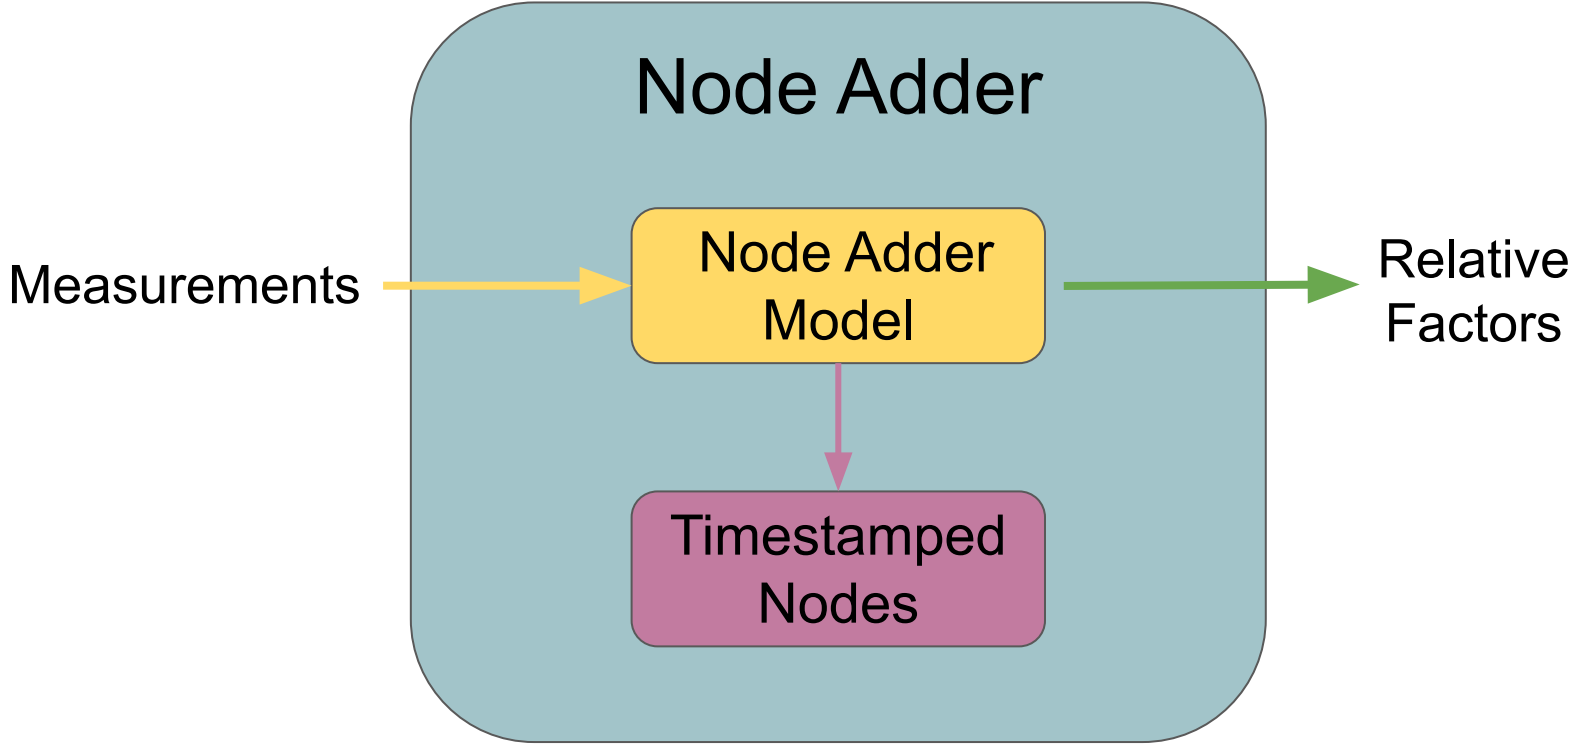 Node Adder
Measurements
Node Adder
Model
Relative
Factors
Timestamped
Nodes